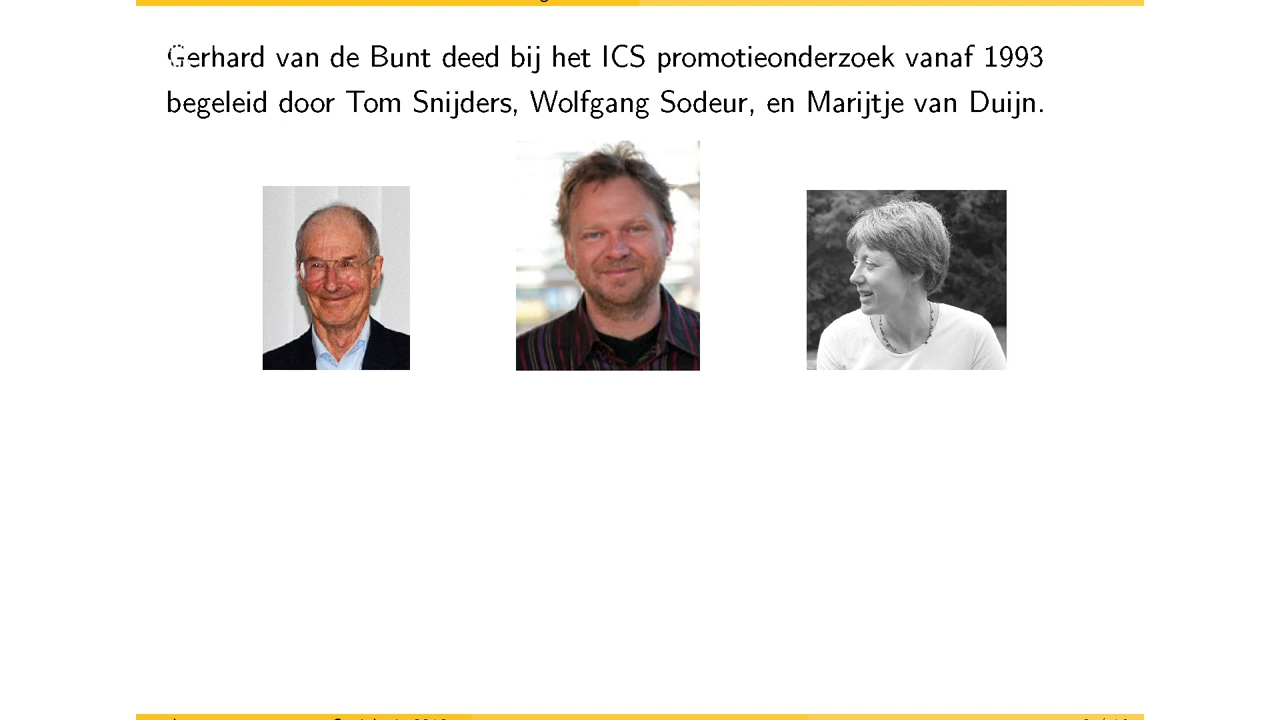 Gerhard van de Bunt deed bij het ICS promotieonderzoek vanaf 1993
begeleid door Tom Snijders, Wolfgang Sodeur, en Marijtje van Duijn.